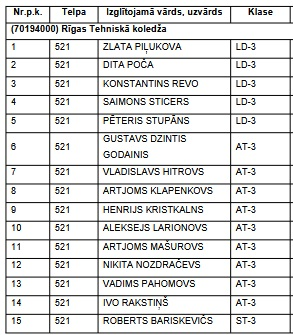 Nr.p.k. Telpa Izglītojamā vārds, uzvārds Klase
(70194000) Rīgas Tehniskā koledža
1 521 ZLATA PIĻUKOVA LD-3
2 521 DITA POČA LD-3
3 521 KONSTANTINS REVO LD-3
4 521 SAIMONS STICERS LD-3
5 521 PĒTERIS STUPĀNS LD-3
6 521 GUSTAVS DZINTIS AT-3
GODAINIS
7 521 VLADISLAVS HITROVS AT-3
8 521 ARTJOMS KLAPENKOVS AT-3
9 521 HENRIJS KRISTKALNS AT-3
10 521 ALEKSEJS LARIONOVS AT-3
11 521 ARTJOMS MAŠUROVS AT-3
12 521 NIKITA NOZDRAČEVS AT-3
13 521 VADIMS PAHOMOVS AT-3
14 521 IVO RAKSTIŅŠ AT-3
15 521 ROBERTS BARISKEVIČS ST-3